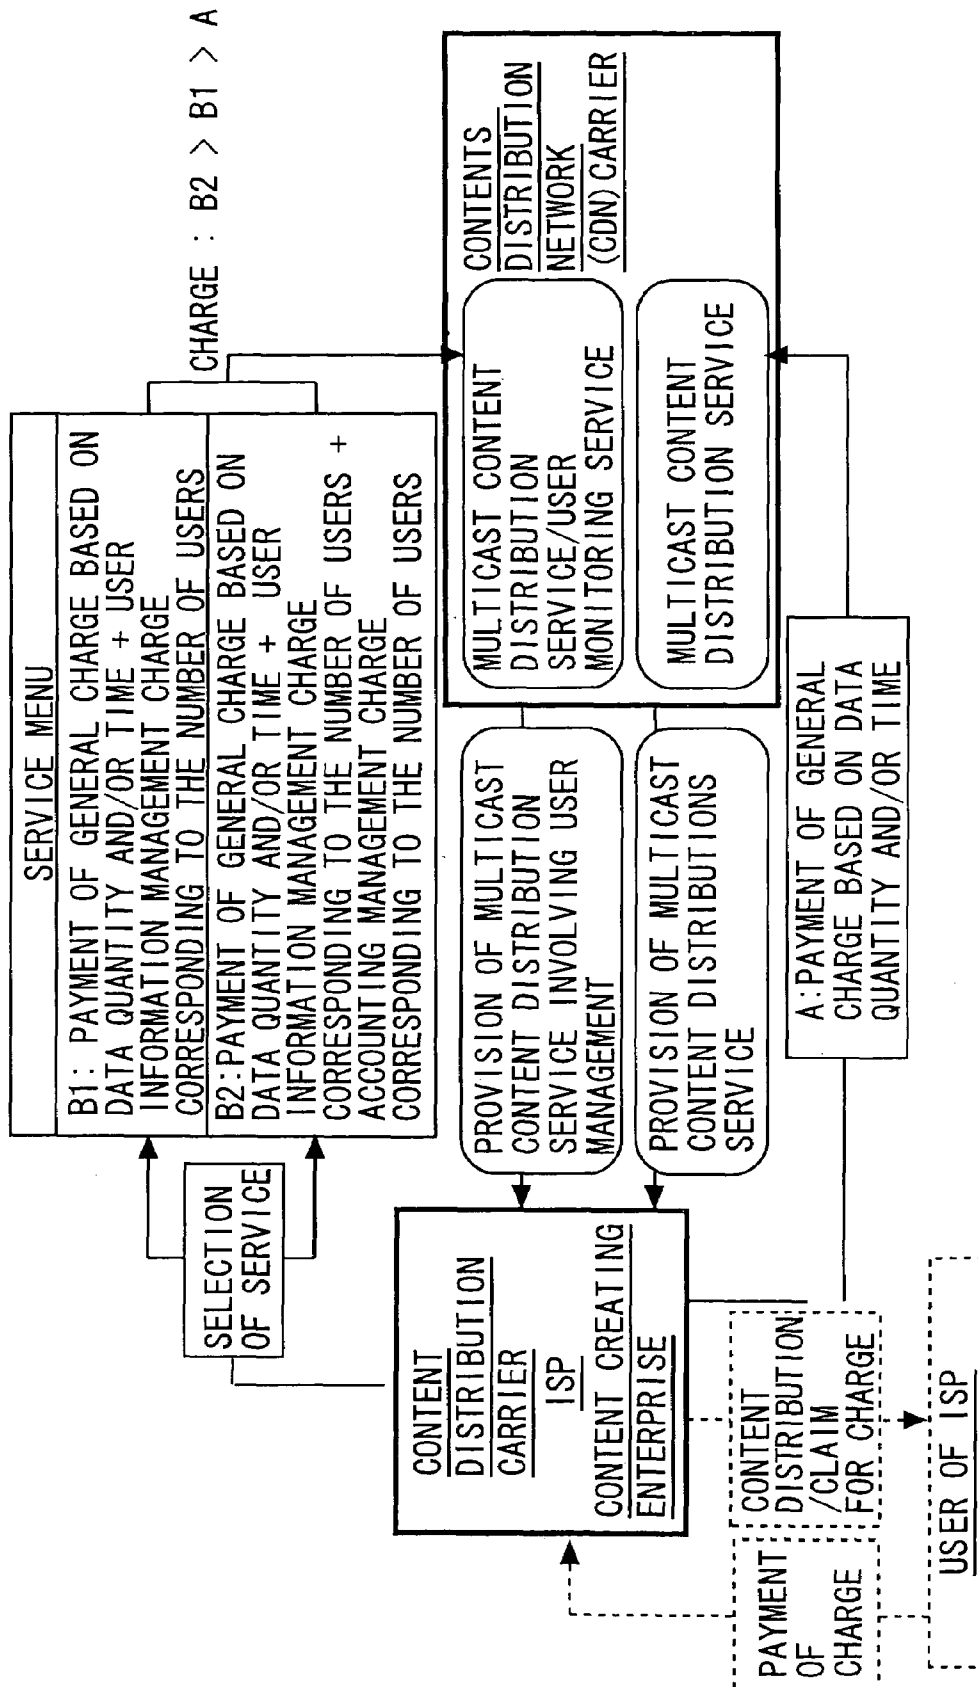 SERVICE MENU
B1: PAYMENT OF GENERAL CHARGE BASED ON
DATA QUANTITY AND/OR TIME + USER
INFORMATION MANAGEMENT CHARGE
CORRESPONDING TO THE NUMBER OF USERS
B2:PAYMENT OF GENERAL CHARGE BASED ON
DATA QUANTITY AND/OR TIME + USER
INFORMATION MANAGEMENT CHARGE
CORRESPONDING TO THE NUMBER OF USERS +
ACCOUNTING MANAGEMENT CHARGE
CORRESPONDING TO THE NUMBER OF USERS
CHARGE : B2 > B1 > A
SELECTION
OF SERVICE
CONTENT
DISTRIBUTION
CARRIER
ISP
CONTENT CREATING
ENTERPRISE
PROVISION OF MULTICAST
CONTENT DISTRIBUTION
SERVICE INVOLVING USER
MANAGEMENT
PROVISION OF MULTICAST
CONTENT DISTRIBUTIONS
SERVICE
MULTICAST CONTENT
DISTRIBUTION
SERVICE/USER
MONITORING SERVICE
MULTICAST CONTENT
DISTRIBUTION SERVICE
CONTENTS
DISTRIBUTION
NETWORK
(CDN)CARRIER
A:PAYMENT OF GENERAL
CHARGE BASED ON DATA
QUANTITY AND/OR TIME
PAYMENT
OF
CHARGE
CONTENT
DISTRIBUTION
/CLAIM
FOR CHARGE
USER OF ISP